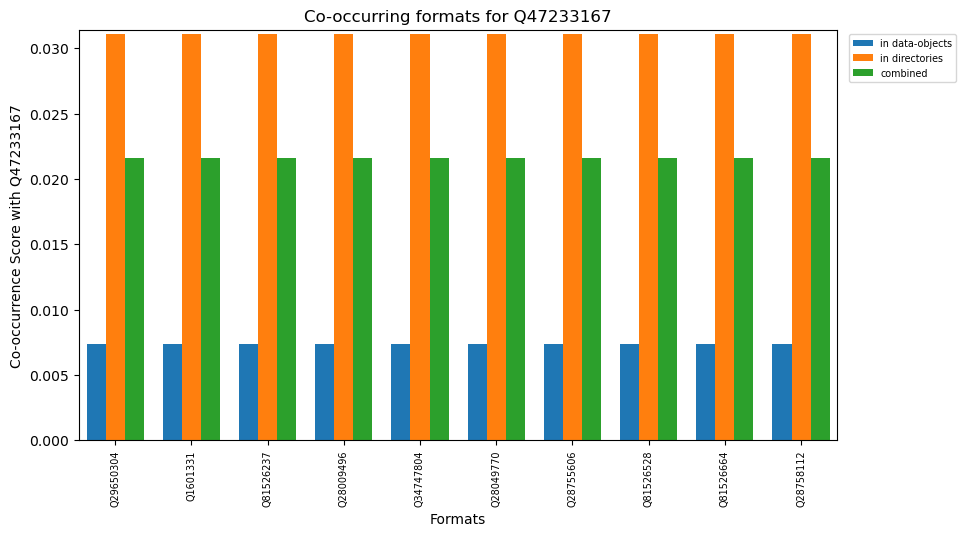 Co-occurring formats for Q47233167
Co-occurrence Score with Q47233167
0.030
0.025
0.020
0.015
0.010
0.005
0.000
Q29650304
Q1601331
Q81526237
Q28009496
Q34747804
Q28049770
Q28755606
Q81526528
Q81526664
Q28758112
Formats
in data-objects
in directories
combined